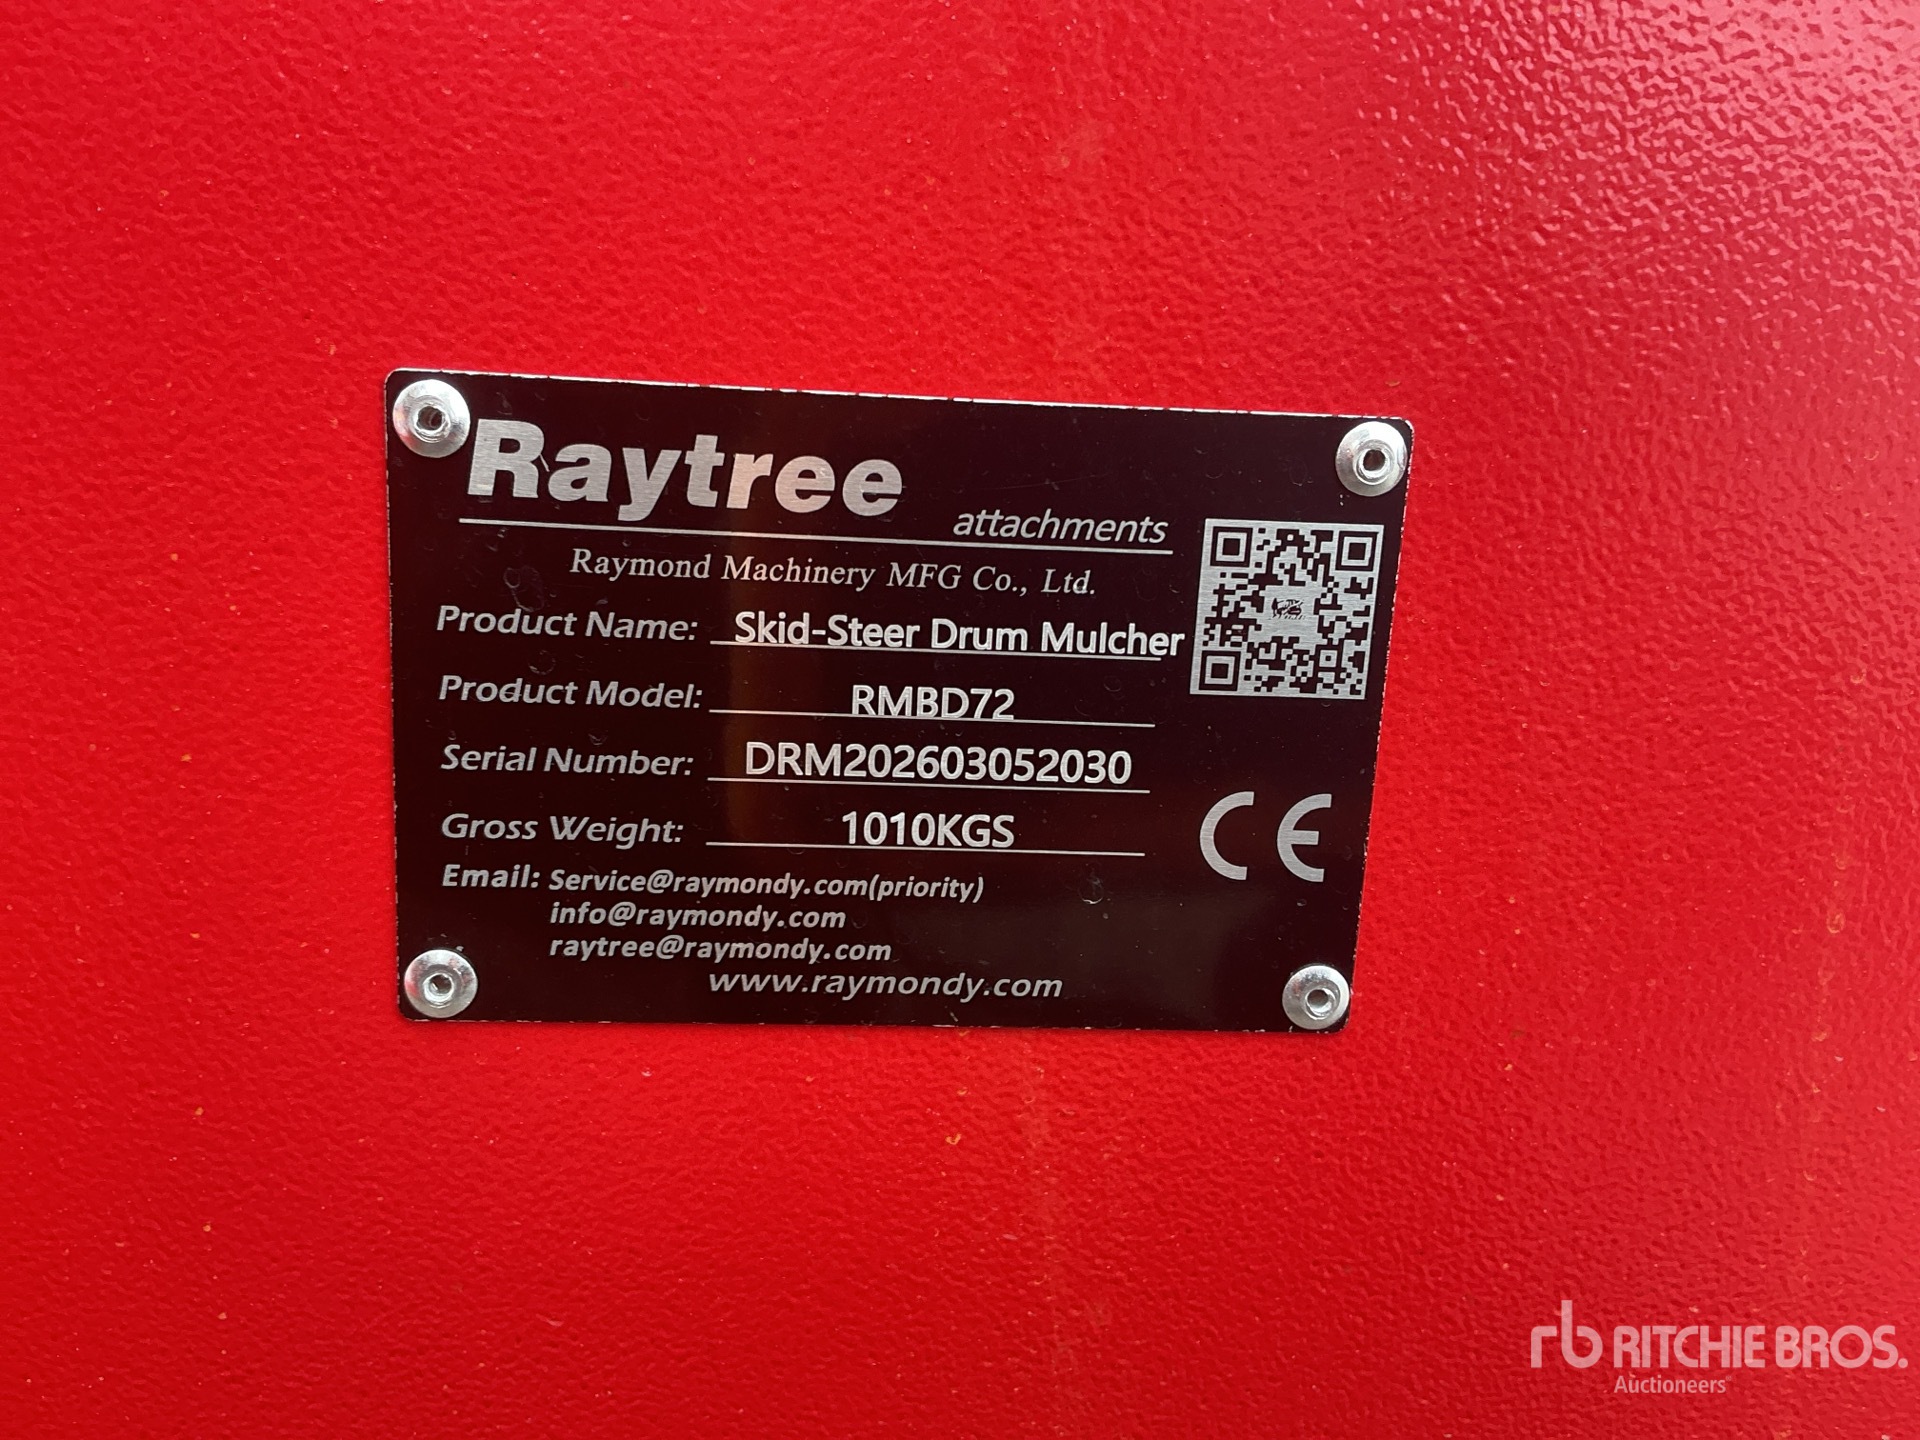 Raytree
attachments
Raymond Machinery MFG Co., Ltd.
Product Name: Skid-Steer Drum Mulcher
Product Model: RMBD72
Serial Number: DRM202603052030
Gross Weight: 1010KGS
CE
Email: Service@raymondy.com(priority)
info@raymondy.com
raytree@raymondy.com
www.raymondy.com
rb RITCHIE BROS.
Auctioneers